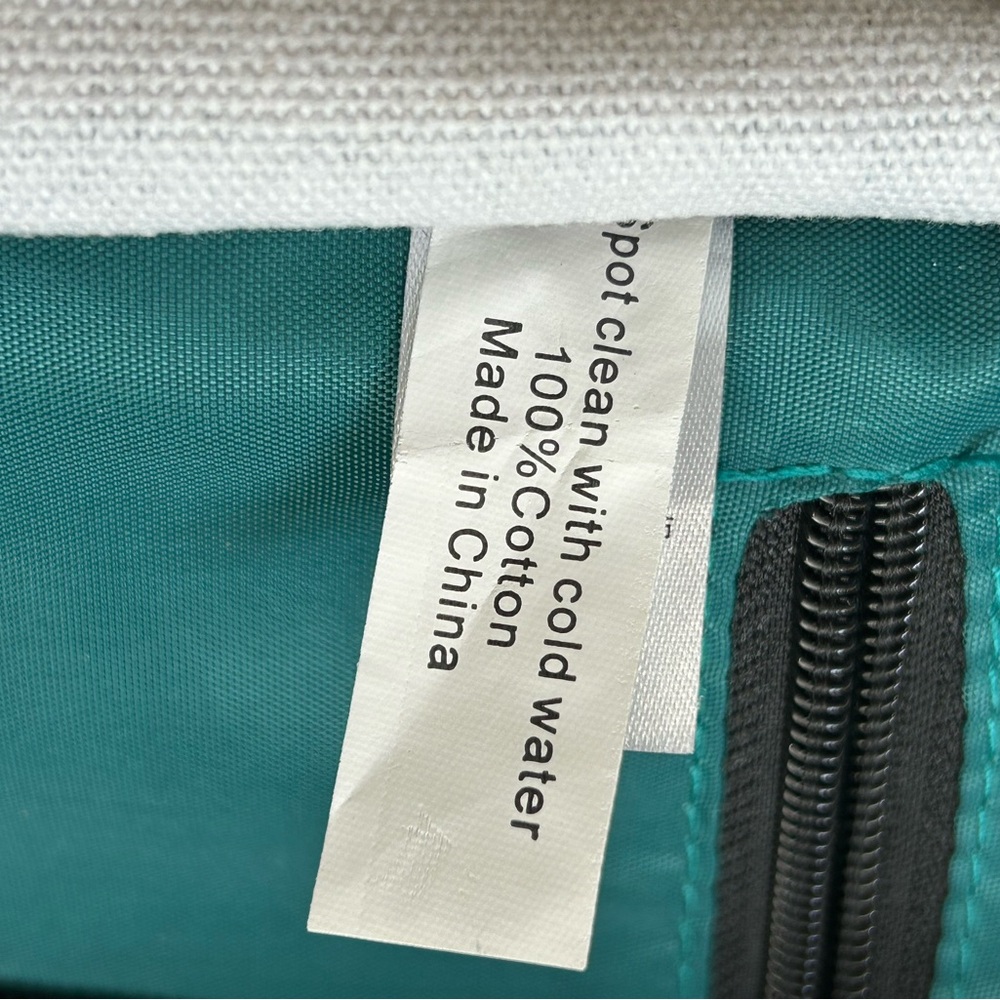 Spot clean with cold water
100%Cotton
Made in China